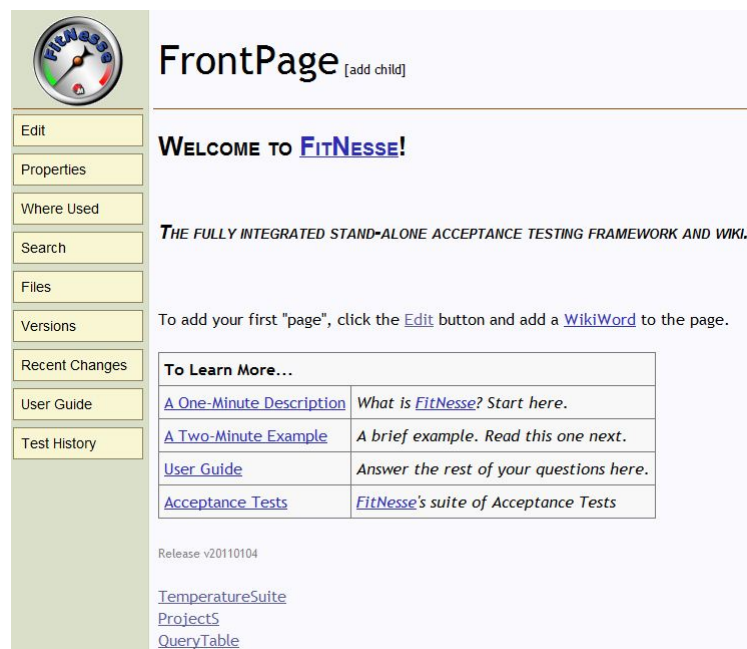 FitNesse
FrontPage [add child]
Edit
Properties
Where Used
Search
Files
Versions
Recent Changes
User Guide
Test History
WELCOME TO FITNESSE!
THE FULLY INTEGRATED STAND-ALONE ACCEPTANCE TESTING FRAMEWORK AND WIKI.
To add your first "page", click the Edit button and add a WikiWord to the page.
To Learn More...
A One-Minute Description What is FitNesse? Start here.
A Two-Minute Example A brief example. Read this one next.
User Guide Answer the rest of your questions here.
Acceptance Tests FitNesse's suite of Acceptance Tests
Release v20110104
TemperatureSuite
ProjectS
QueryTable